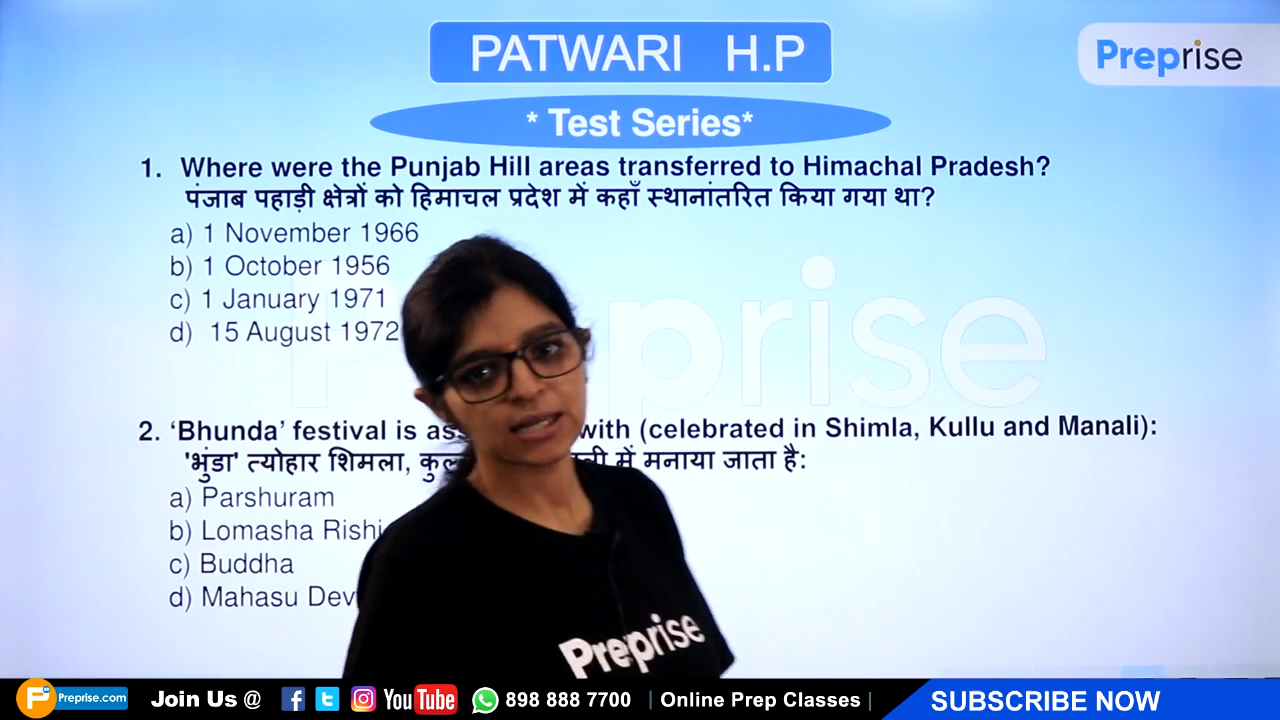 PATWARI H.P
Preprise
* Test Series*
1. Where were the Punjab Hill areas transferred to Himachal Pradesh?
पंजाब पहाड़ी क्षेत्रों को हिमाचल प्रदेश में कहाँ स्थानांतरित किया गया था?
a) 1 November 1966
b) 1 October 1956
c) 1 January 1971
d) 15 August 1972
Preprise
2. ‘Bhunda’ festival is with (celebrated in Shimla, Kullu and Manali):
'भुंडा' त्योहार शिमला, में मनाया जाता है:
a) Parshuram
b) Lomasha Rishi
c) Buddha
d) Mahasu Dev
Preprise
Preprise.com Join Us @ YouTube 898 888 7700 | Online Prep Classes | SUBSCRIBE NOW